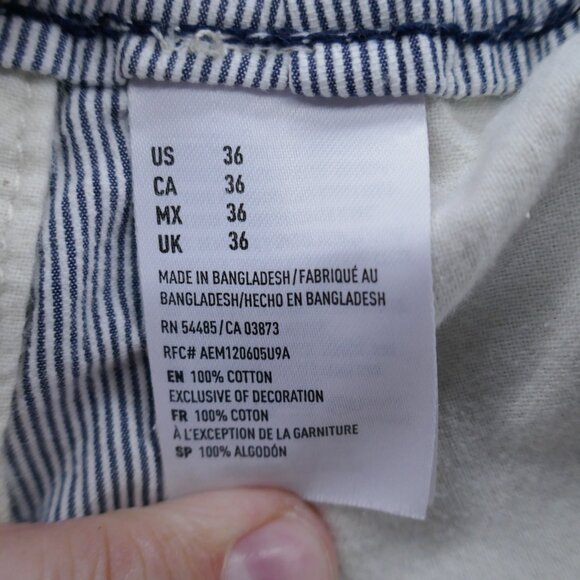 US 36
CA 36
MX 36
UK 36
MADE IN BANGLADESH/FABRIQUÉ AU
BANGLADESH/HECHO EN BANGLADESH
RN 54485/CA 03873
RFC# AEM120605U9A
EN 100% COTTON
EXCLUSIVE OF DECORATION
FR 100% COTON
À L'EXCEPTION DE LA GARNITURE
SP 100% ALGODÓN